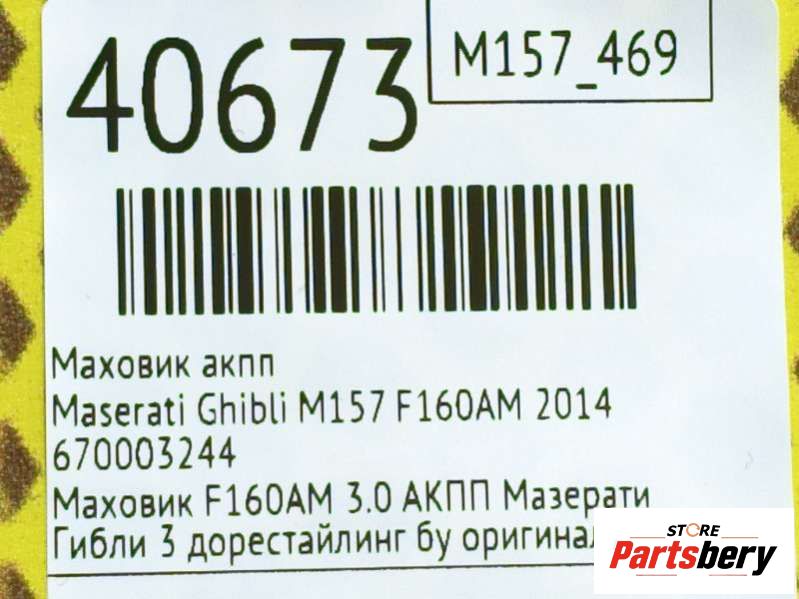 40673
M157_469
Маховик акпп
Maserati Ghibli M157 F160AM 2014
670003244
Маховик F160AM 3.0 АКПП Мазерати
Гибли 3 дорестайлинг бу
STORE
Partsbery